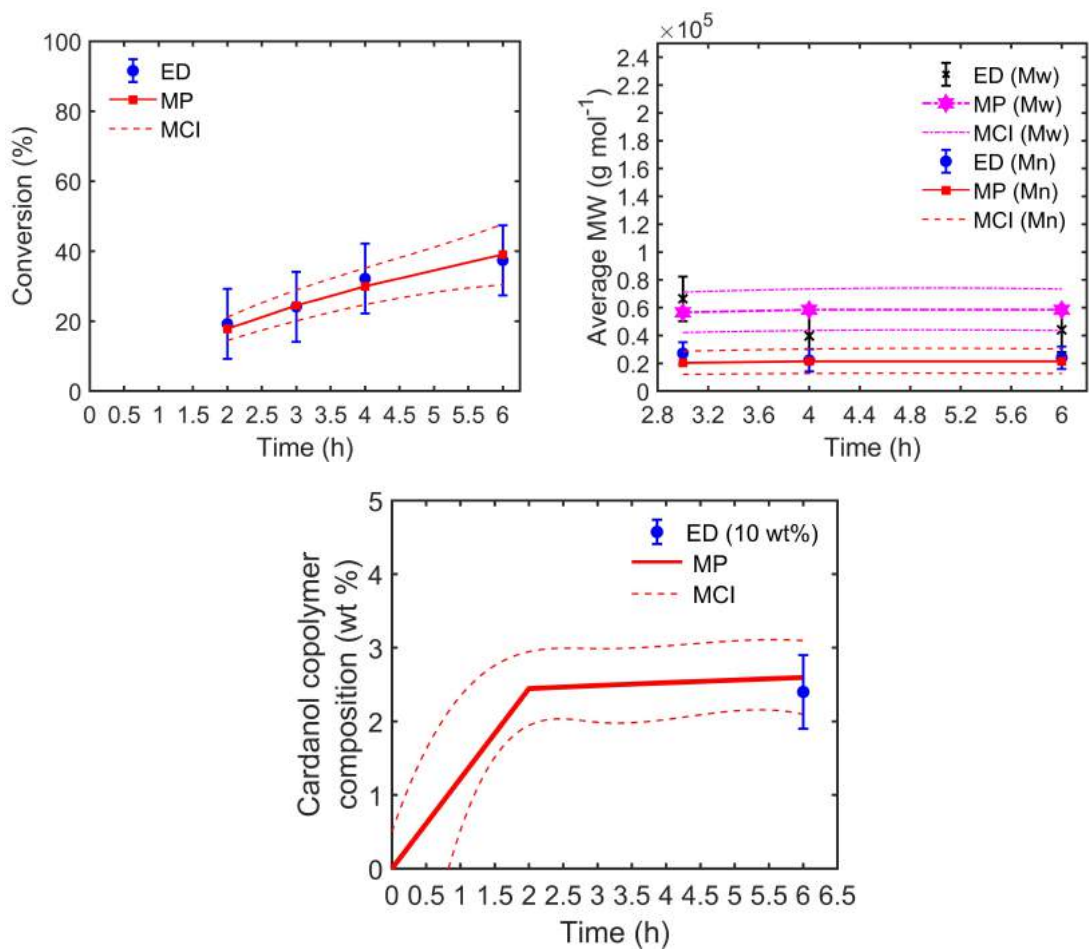 100
80
60
40
20
0
Conversion (%)
ED
MP
MCI
0 0.5 1 1.5 2 2.5 3 3.5 4 4.5 5 5.5 6
Time (h)
×10⁵
2.4
2.2
2
1.8
1.6
1.4
1.2
1
0.8
0.6
0.4
0.2
0
Average MW (g mol⁻¹)
ED (Mw)
MP (Mw)
MCI (Mw)
ED (Mn)
MP (Mn)
MCI (Mn)
2.8 3.2 3.6 4 4.4 4.8 5.2 5.6 6
Time (h)
5
4
3
2
1
0
Cardanol copolymer
composition (wt %)
ED (10 wt%)
MP
MCI
0 0.5 1 1.5 2 2.5 3 3.5 4 4.5 5 5.5 6 6.5
Time (h)